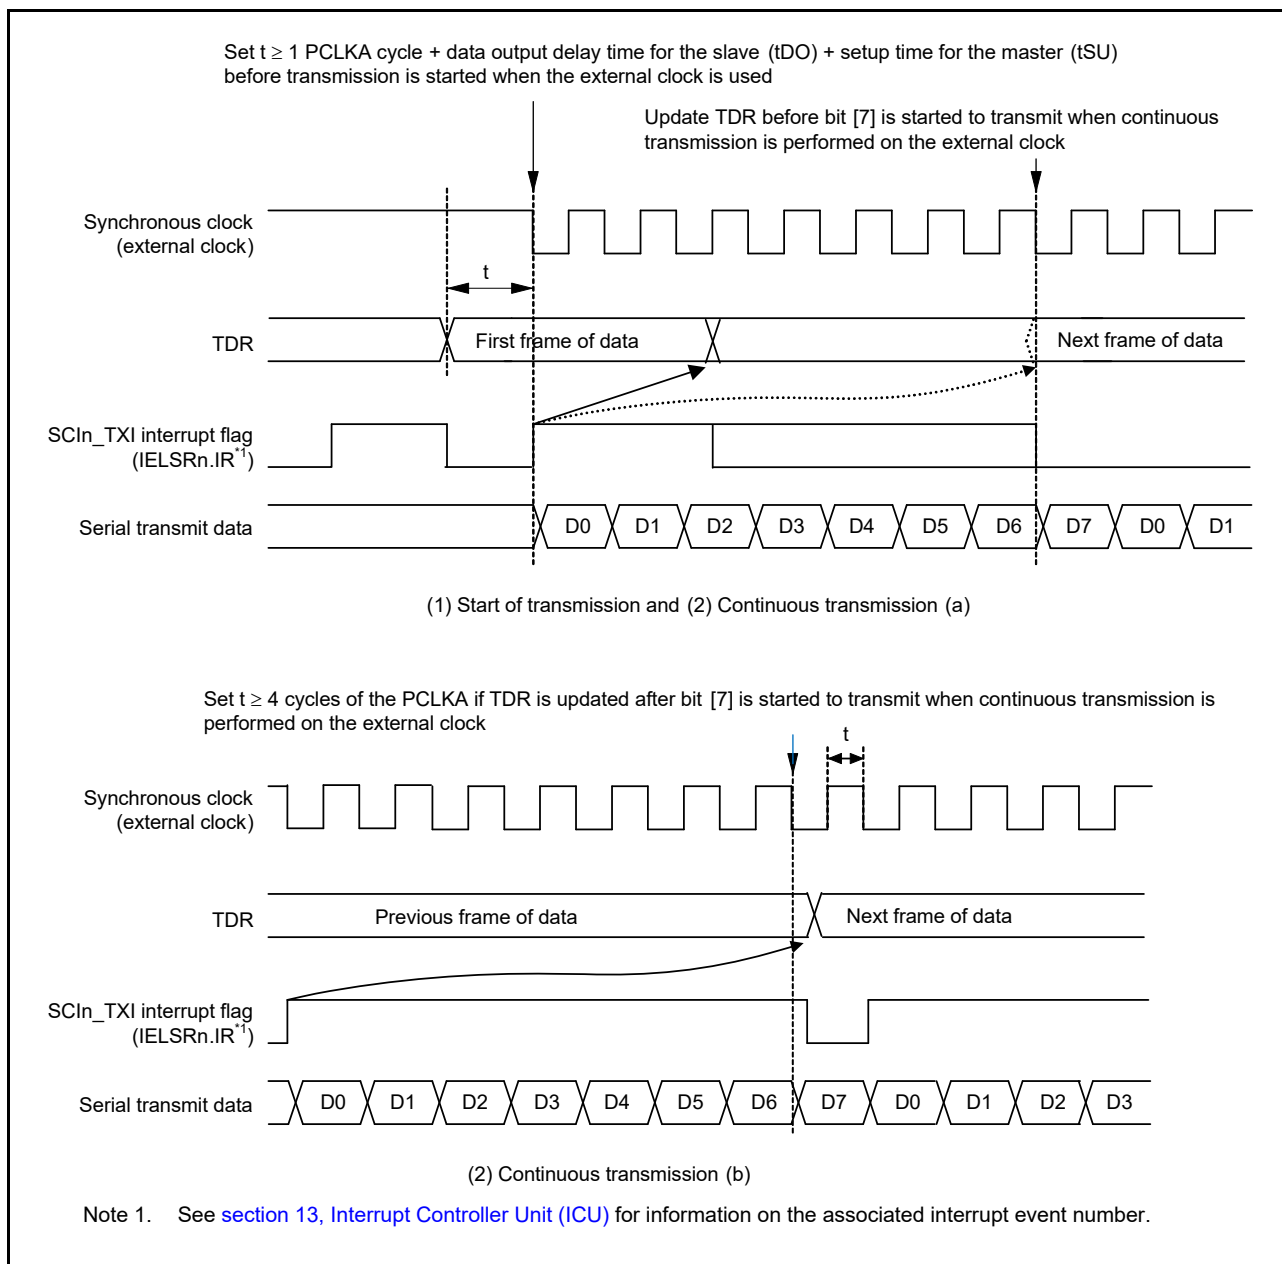 Set t ≥ 1 PCLKA cycle + data output delay time for the slave (tDO) + setup time for the master (tSU)
before transmission is started when the external clock is used
Update TDR before bit [7] is started to transmit when continuous
transmission is performed on the external clock
Synchronous clock
(external clock)
t
TDR
First frame of data
Next frame of data
SCIn_TXI interrupt flag
(IELSRn.IR*1)
Serial transmit data
D0 D1 D2 D3 D4 D5 D6 D7 D0 D1
(1) Start of transmission and (2) Continuous transmission (a)
Set t ≥ 4 cycles of the PCLKA if TDR is updated after bit [7] is started to transmit when continuous transmission is
performed on the external clock
t
Synchronous clock
(external clock)
TDR
Previous frame of data
Next frame of data
SCIn_TXI interrupt flag
(IELSRn.IR*1)
Serial transmit data
D0 D1 D2 D3 D4 D5 D6 D7 D0 D1 D2 D3
(2) Continuous transmission (b)
Note 1. See section 13, Interrupt Controller Unit (ICU) for information on the associated interrupt event number.